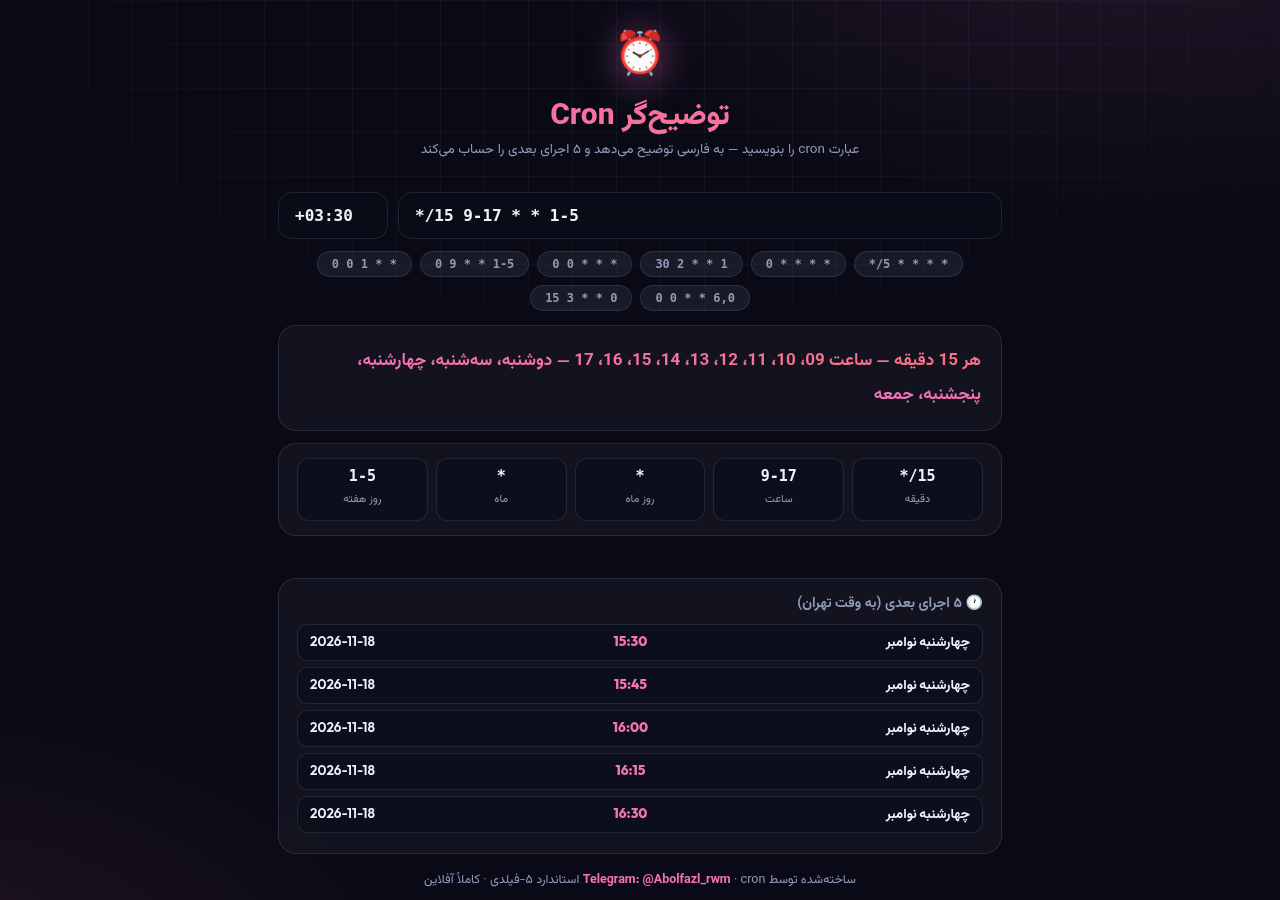 توضیح‌گر Cron
عبارت cron را بنویسید — به فارسی توضیح می‌دهد و ۵ اجرای بعدی را حساب می‌کند
*/15 9-17 * * 1-5
+03:30
*/5 * * * *
0 * * * *
30 2 * * 1
0 0 * * *
0 9 * * 1-5
0 0 1 * *
0 0 * * 6,0
15 3 * * 0
هر 15 دقیقه — ساعت 09، 10، 11، 12، 13، 14، 15، 16، 17 — دوشنبه، سه‌شنبه، چهارشنبه،
پنجشنبه، جمعه
*/15
دقیقه
9-17
ساعت
*
روز ماه
*
ماه
1-5
روز هفته
۵ اجرای بعدی (به وقت تهران)
چهارشنبه نوامبر 15:30 2026-11-18
چهارشنبه نوامبر 15:45 2026-11-18
چهارشنبه نوامبر 16:00 2026-11-18
چهارشنبه نوامبر 16:15 2026-11-18
چهارشنبه نوامبر 16:30 2026-11-18
ساخته‌شده توسط Telegram: @Abolfazl_rwm · cron استاندارد ۵-فیلدی · کاملاً آفلاین